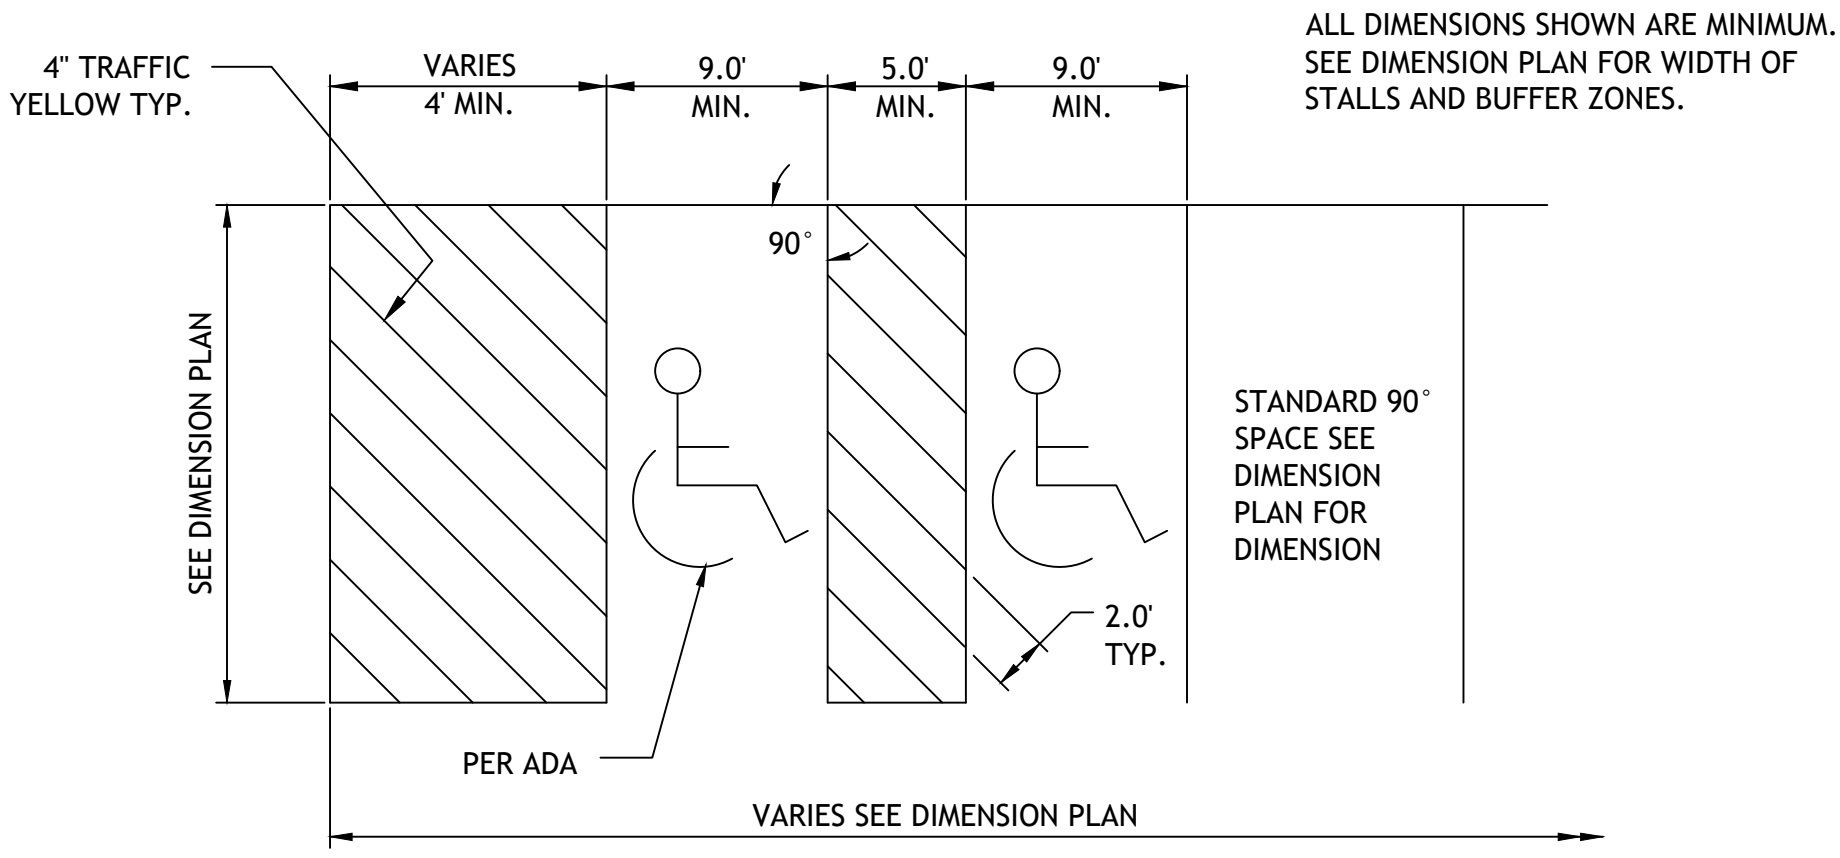 ALL DIMENSIONS SHOWN ARE MINIMUM.
SEE DIMENSION PLAN FOR WIDTH OF
STALLS AND BUFFER ZONES.
4" TRAFFIC
YELLOW TYP.
VARIES
4' MIN.
9.0'
MIN.
5.0'
MIN.
9.0'
MIN.
90°
SEE DIMENSION PLAN
STANDARD 90°
SPACE SEE
DIMENSION
PLAN FOR
DIMENSION
2.0'
TYP.
PER ADA
VARIES SEE DIMENSION PLAN